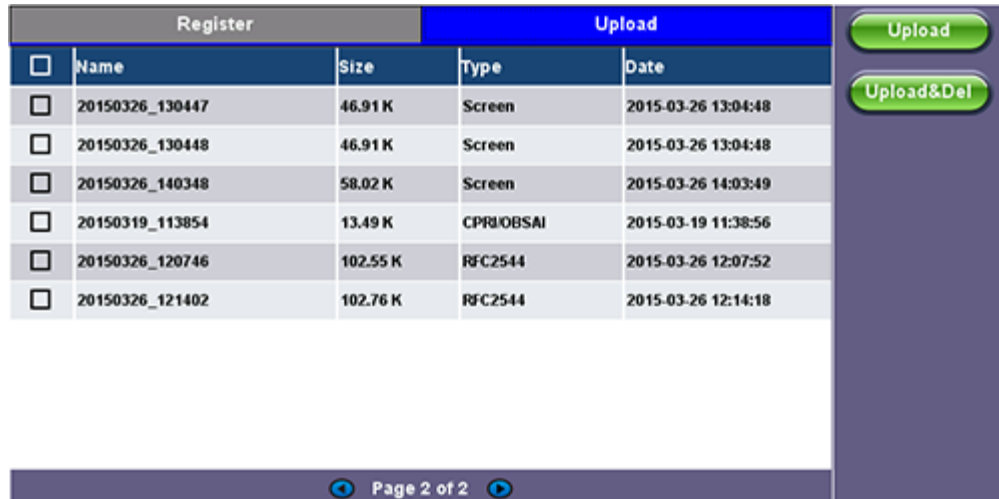 Register Upload
Upload
Name Size Type Date
Upload&Del
20150326_130447 46.91 K Screen 2015-03-26 13:04:48
20150326_130448 46.91 K Screen 2015-03-26 13:04:48
20150326_140348 58.02 K Screen 2015-03-26 14:03:49
20150319_113854 13.49 K CPRI/OBSAI 2015-03-19 11:38:56
20150326_120746 102.55 K RFC2544 2015-03-26 12:07:52
20150326_121402 102.76 K RFC2544 2015-03-26 12:14:18
Page 2 of 2